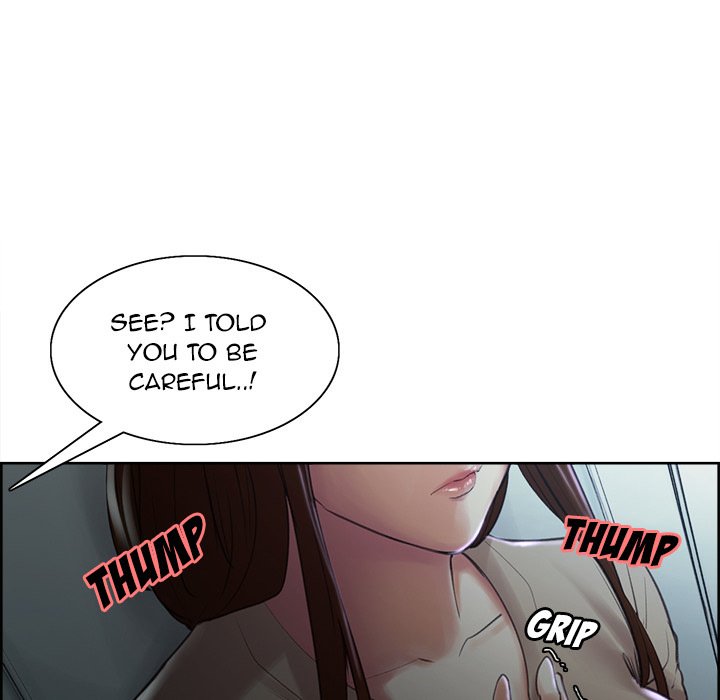 SEE? I TOLD
YOU TO BE
CAREFUL..!
THUMP
THUMP
GRIP